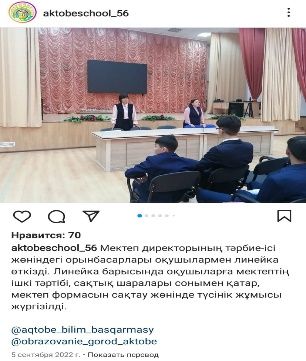 aktobeschool_56
Нравится: 70
aktobeschool_56 Мектеп директорының тәрбие-ісі
жөніндегі орынбасарлары оқушылармен линейка
өткізді. Линейка барысында оқушыларға мектептің
ішкі тәртібі, сақтық шаралары сонымен қатар,
мектеп формасын сақтау жөнінде түсінік жұмысы
жүргізілді.
@aqtobe_bilim_basqarmasy
@obrazovanie_gorod_aktobe
5 сентября 2022 г. • Показать перевод